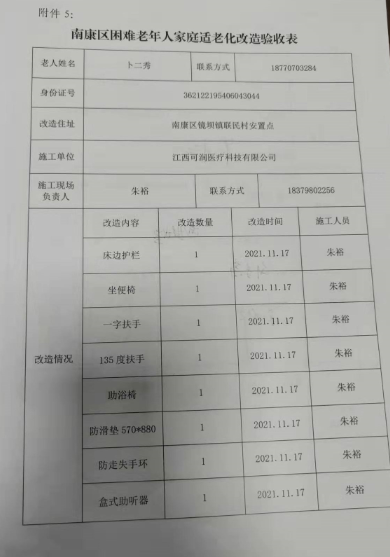 附件 5:
南康区困难老年人家庭适老化改造验收表
老人姓名 卜二秀 联系方式 18770703284
身份证号 362122195406043044
改造住址 南康区镜坝镇联民村安置点
施工单位 江西可润医疗科技有限公司
施工现场
负责人 朱裕 联系方式 18379802256
改造情况
改造内容 改造数量 改造时间 施工人员
床边护栏 1 2021.11.17 朱裕
坐便椅 1 2021.11.17 朱裕
一字扶手 1 2021.11.17 朱裕
135度扶手 1 2021.11.17 朱裕
助浴椅 1 2021.11.17 朱裕
防滑垫 570*880 1 2021.11.17 朱裕
防走失手环 1 2021.11.17 朱裕
盒式助听器 1 2021.11.17 朱裕